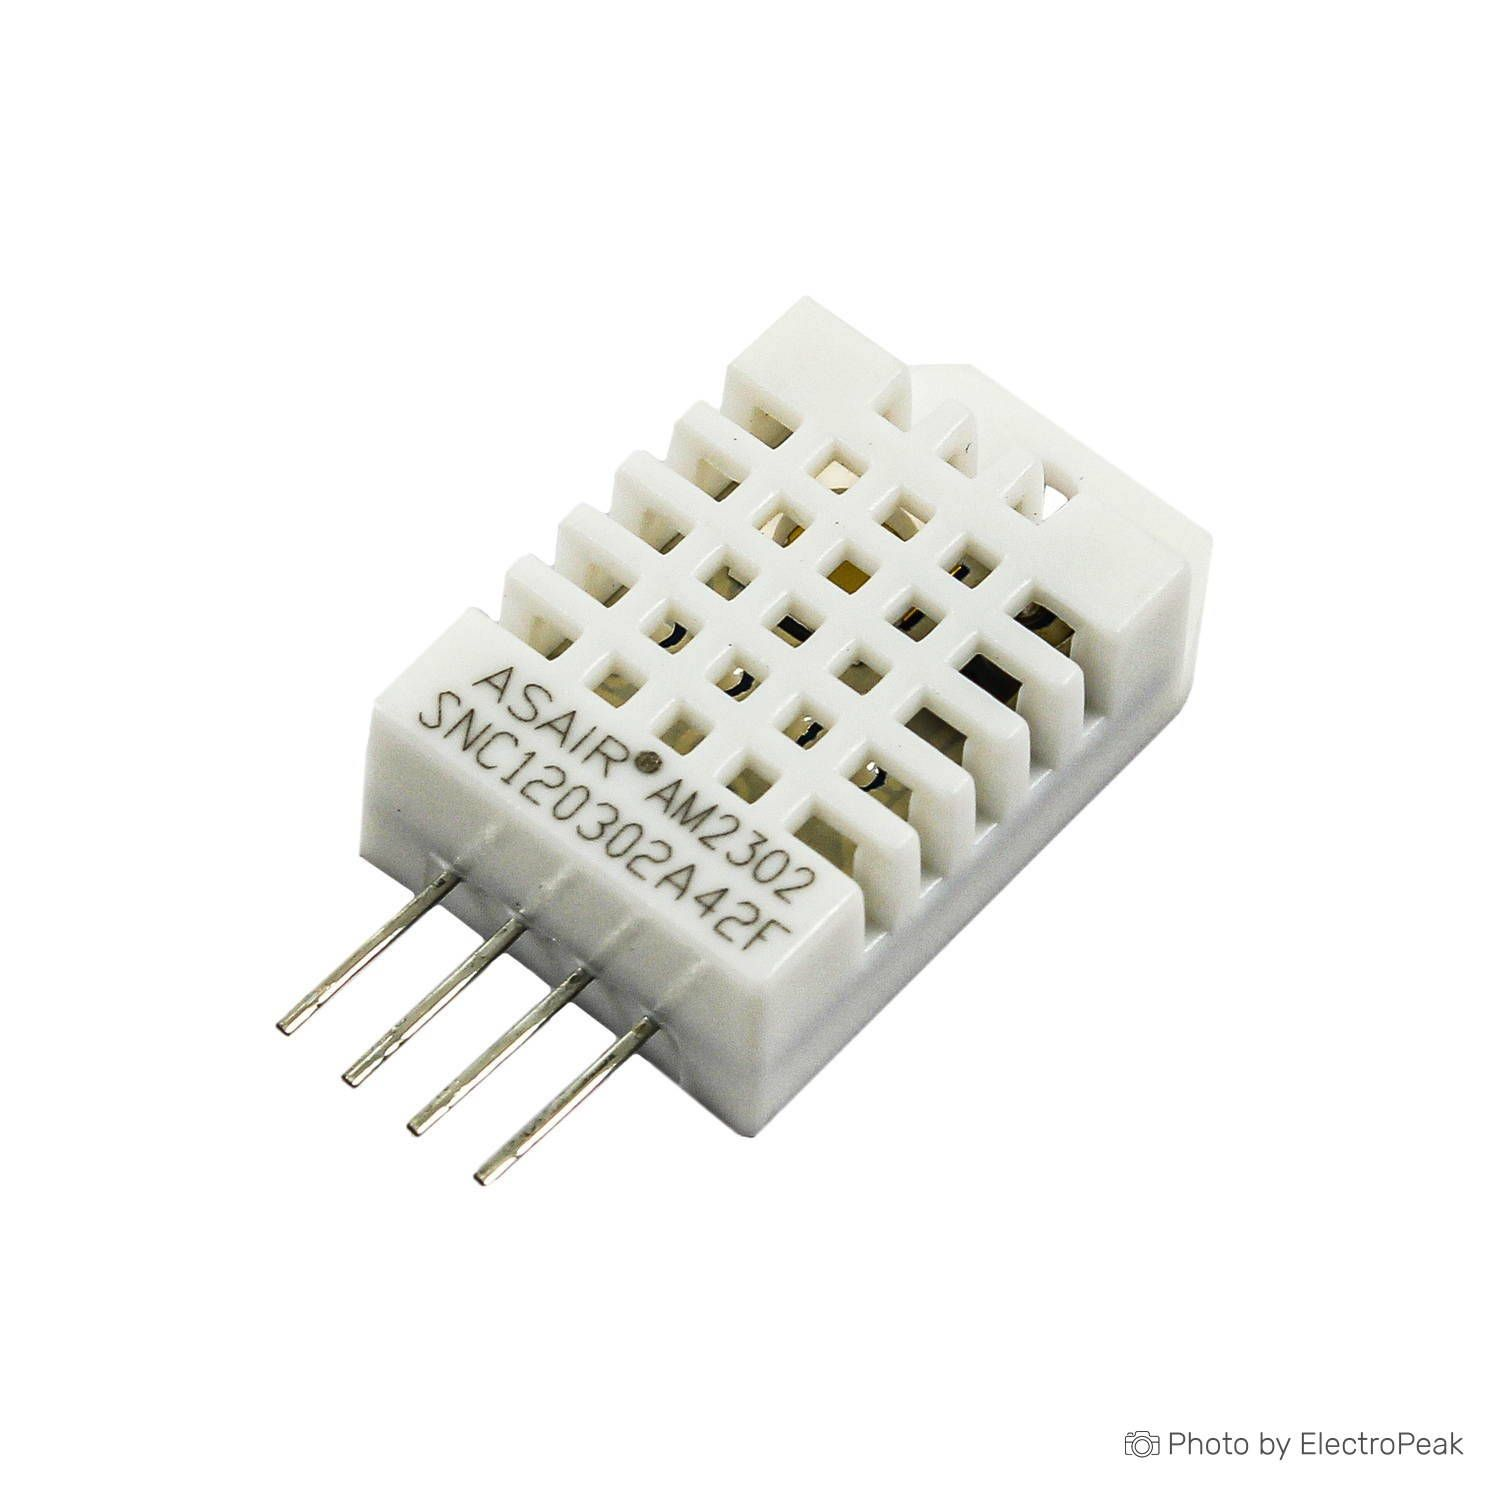 ASAIR® AM2302
SNC120302A42F
Photo by ElectroPeak